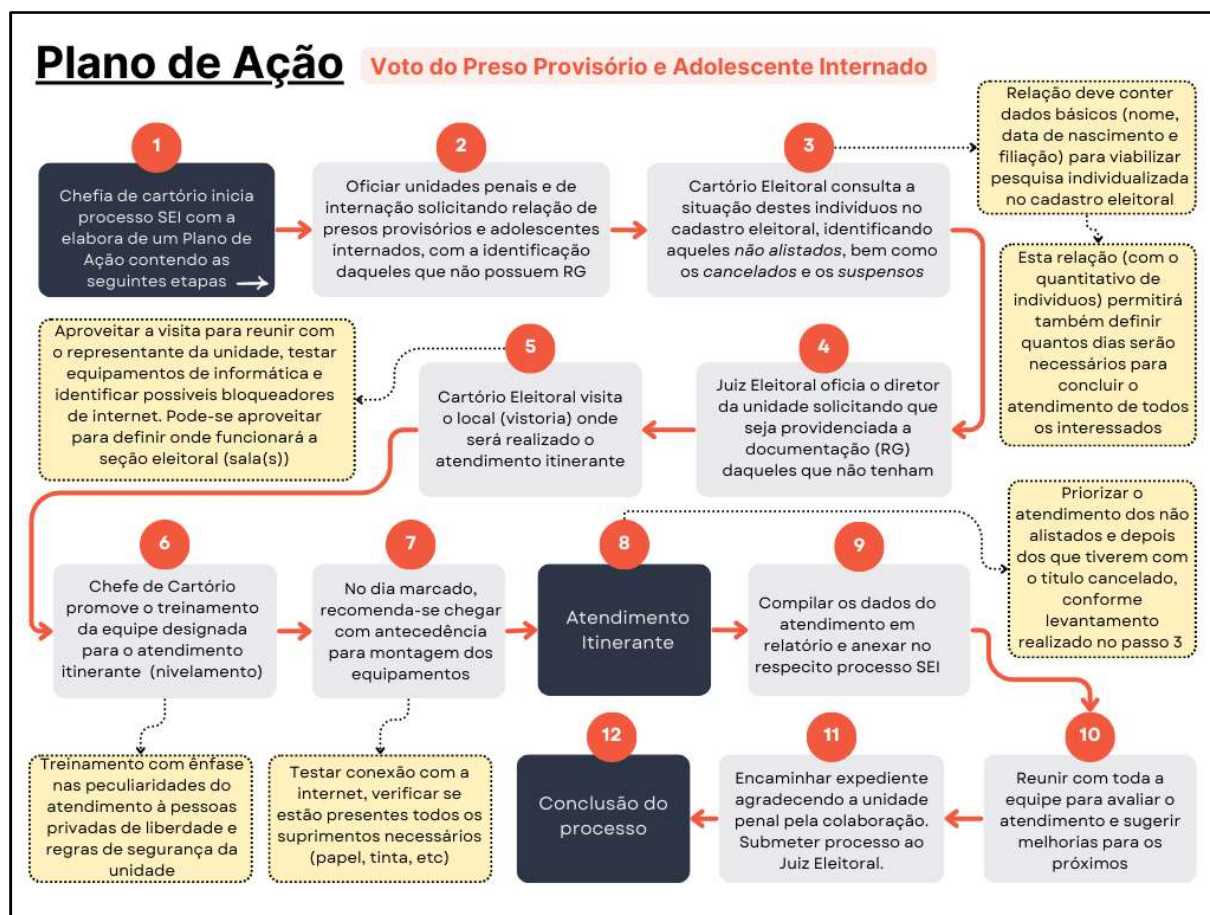 Plano de Ação
Voto do Preso Provisório e Adolescente Internado
1
Chefia de cartório inicia
processo SEI com a
elabora de um Plano de
Ação contendo as
seguintes etapas
2
Oficiar unidades penais e de
internação solicitando relação de
presos provisórios e adolescentes
internados, com a identificação
daqueles que não possuem RG
3
Cartório Eleitoral consulta a
situação destes individuos no
cadastro eleitoral, identificando
aqueles não alistados, bem como
os cancelados e os suspensos
Relação deve conter
dados básicos (nome,
data de nascimento e
filiação) para viabilizar
pesquisa individualizada
no cadastro eleitoral
Esta relação (com o
quantitativo de
individuos) permitirá
também definir
quantos dias serão
necessários para
concluir o
atendimento de todos
os interessados
4
Juiz Eleitoral oficia o diretor
da unidade solicitando que
seja providenciada a
documentação (RG)
daqueles que não tenham
5
Cartório Eleitoral visita
o local (vistoria) onde
será realizado o
atendimento itinerante
Aproveitar a visita para reunir com
o representante da unidade, testar
equipamentos de informática e
identificar possiveis bloqueadores
de internet. Pode-se aproveitar
para definir onde funcionará a
seção eleitoral (sala(s))
6
Chefe de Cartório
promove o treinamento
da equipe designada
para o atendimento
itinerante (nivelamento)
Treinamento com ênfase
nas peculiaridades do
atendimento à pessoas
privadas de liberdade e
regras de segurança da
unidade
7
No dia marcado,
recomenda-se chegar
com antecedência
para montagem dos
equipamentos
Testar conexão com a
internet, verificar se
estão presentes todos os
suprimentos necessários
(papel, tinta, etc)
8
Atendimento
Itinerante
Priorizar o
atendimento dos não
alistados e depois
dos que tiverem com
o título cancelado,
conforme
levantamento
realizado no passo 3
9
Compilar os dados do
atendimento em
relatório e anexar no
respecito processo SEI
10
Reunir com toda a
equipe para avaliar o
atendimento e sugerir
melhorias para os
próximos
11
Encaminhar expediente
agradecendo a unidade
penal pela colaboração.
Submeter processo ao
Juiz Eleitoral.
12
Conclusão do
processo